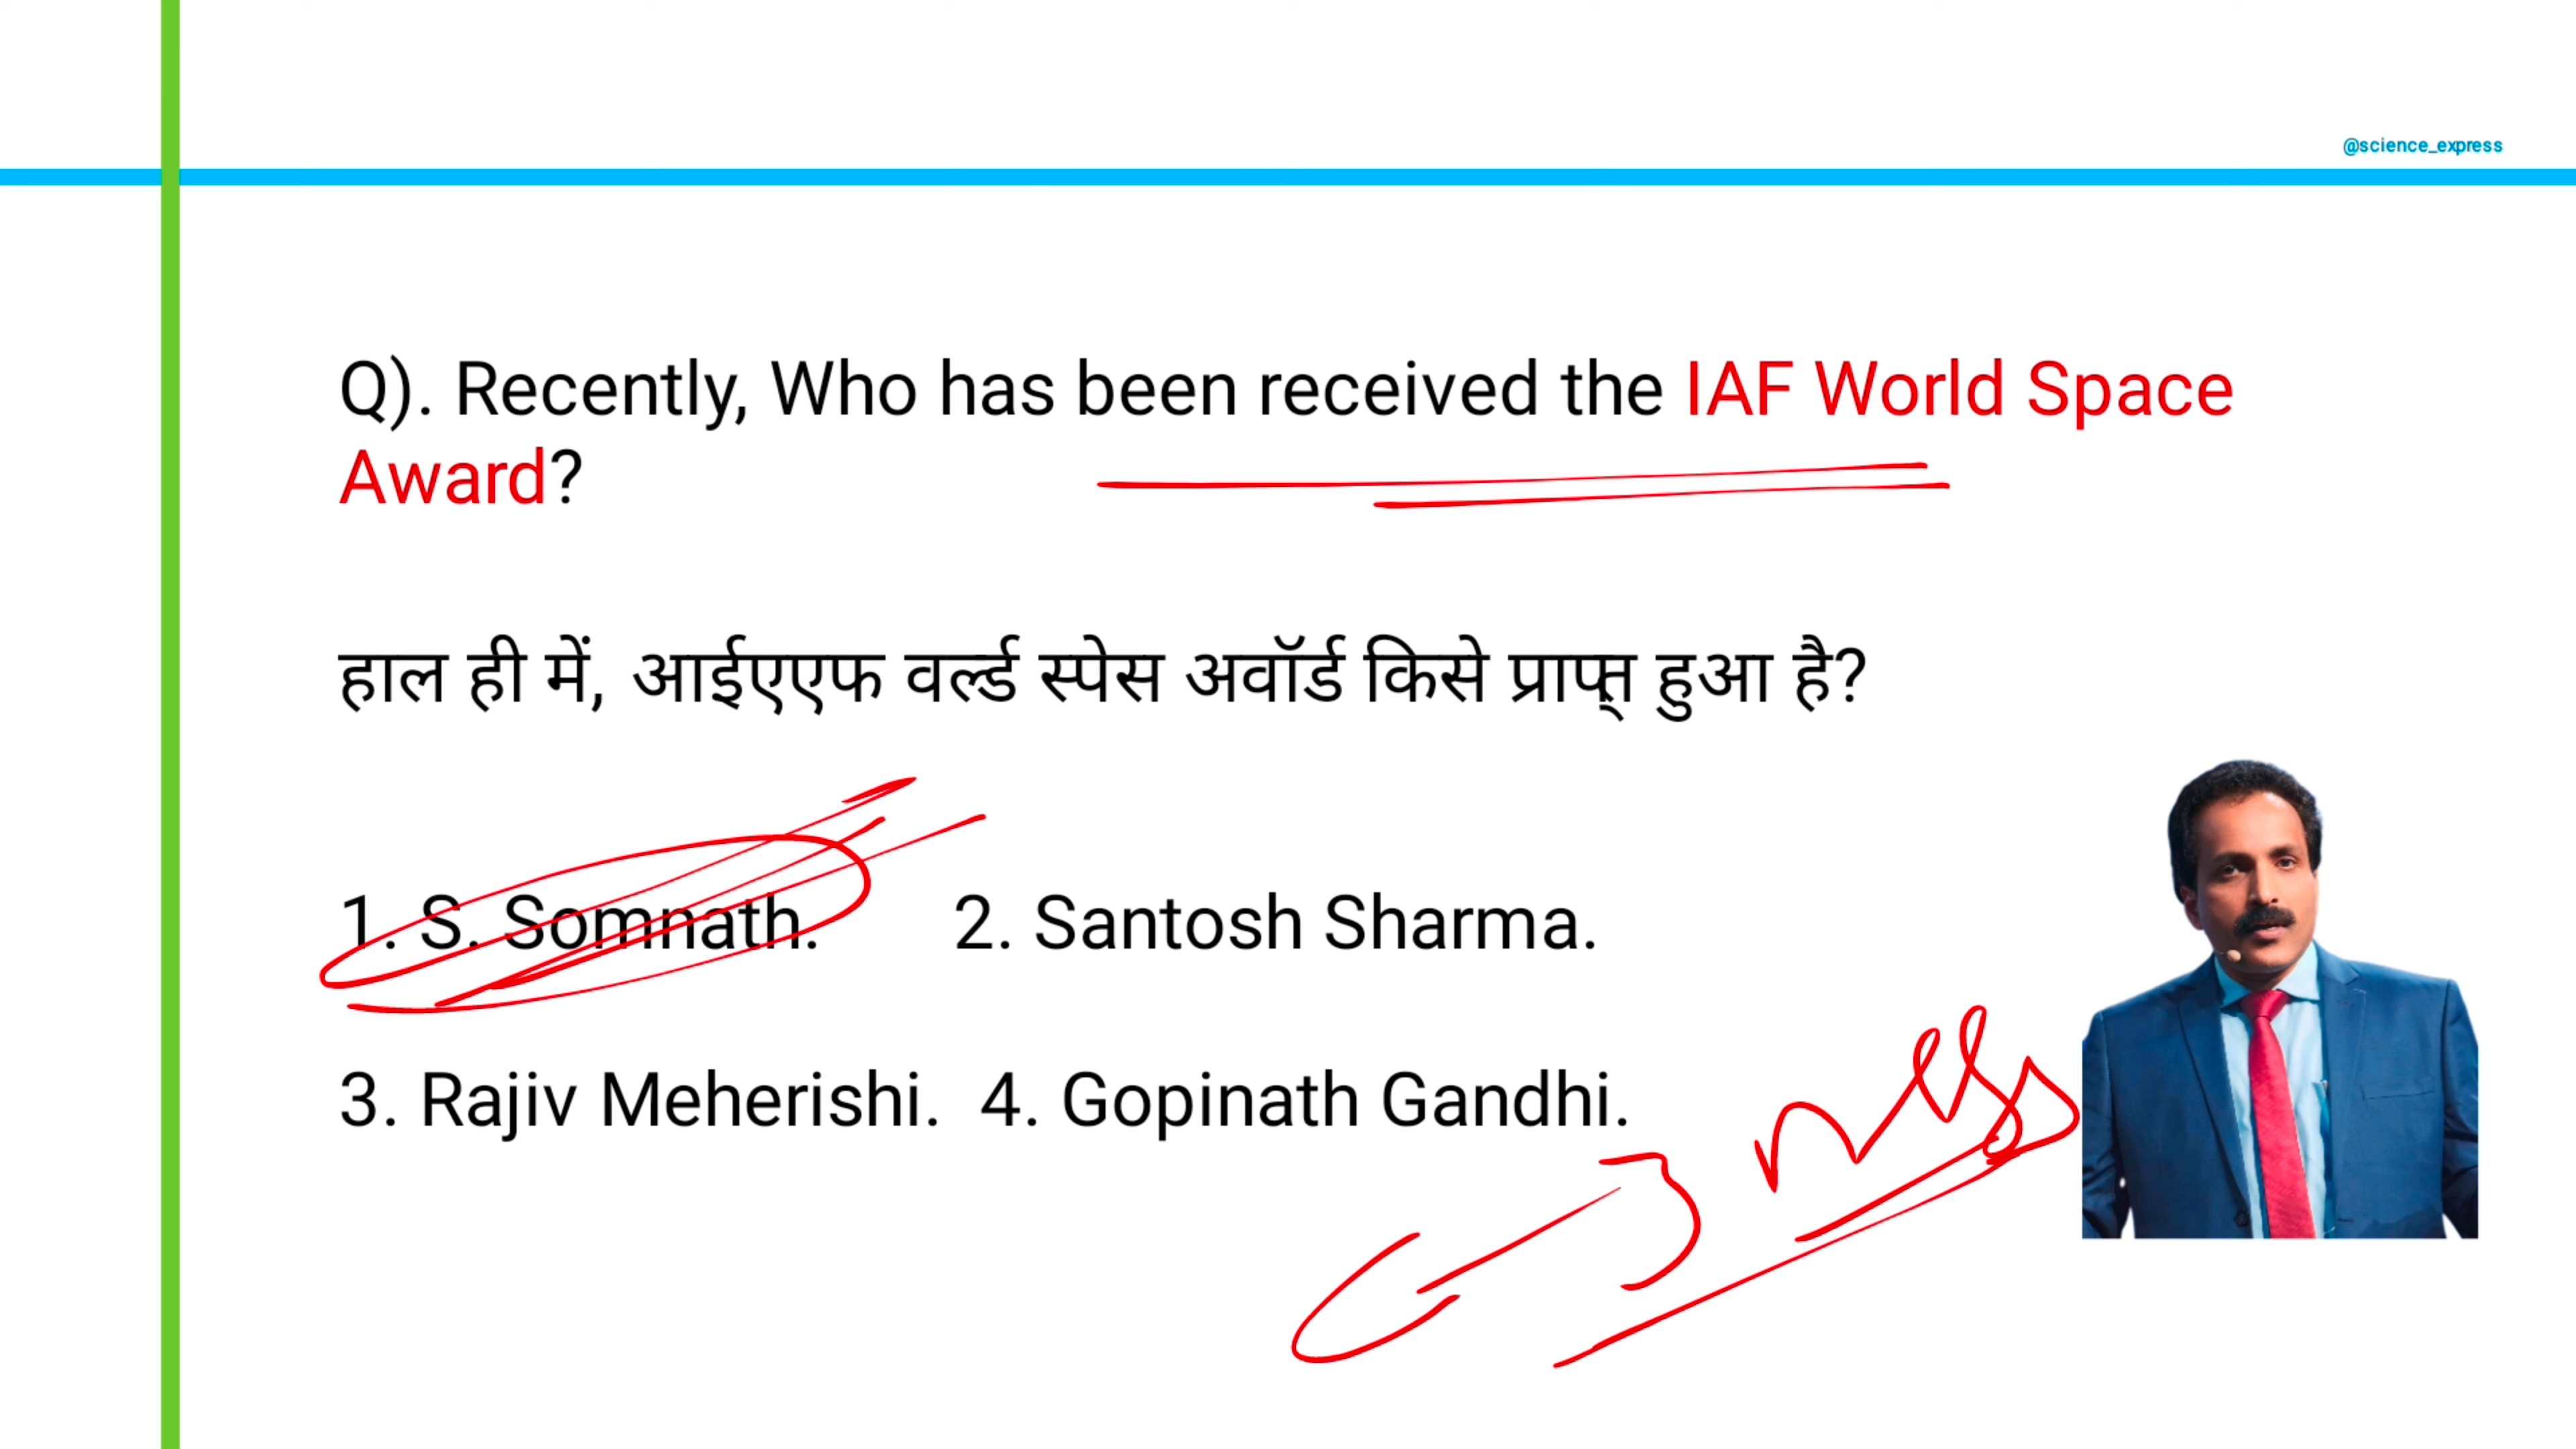 @science_express
Q). Recently, Who has been received the IAF World Space
Award?
हाल ही में, आईएएफ वर्ल्ड स्पेस अवॉर्ड किसे प्राप्त् हुआ है?
1. S. Somnath. 2. Santosh Sharma.
3. Rajiv Meherishi. 4. Gopinath Gandhi.